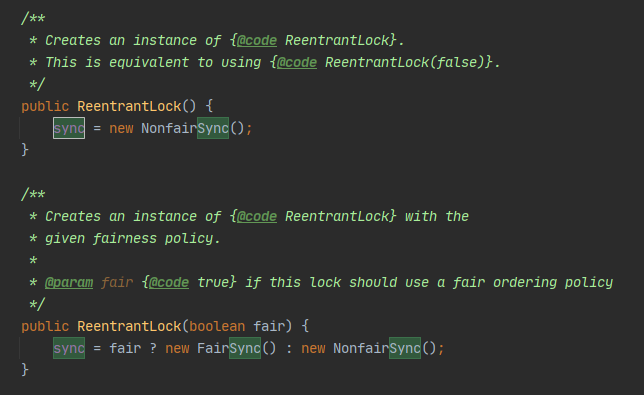 /**
 * Creates an instance of {@code ReentrantLock}.
 * This is equivalent to using {@code ReentrantLock(false)}.
 */
public ReentrantLock() {
    sync = new NonfairSync();
}

/**
 * Creates an instance of {@code ReentrantLock} with the
 * given fairness policy.
 *
 * @param fair {@code true} if this lock should use a fair ordering policy
 */
public ReentrantLock(boolean fair) {
    sync = fair ? new FairSync() : new NonfairSync();
}